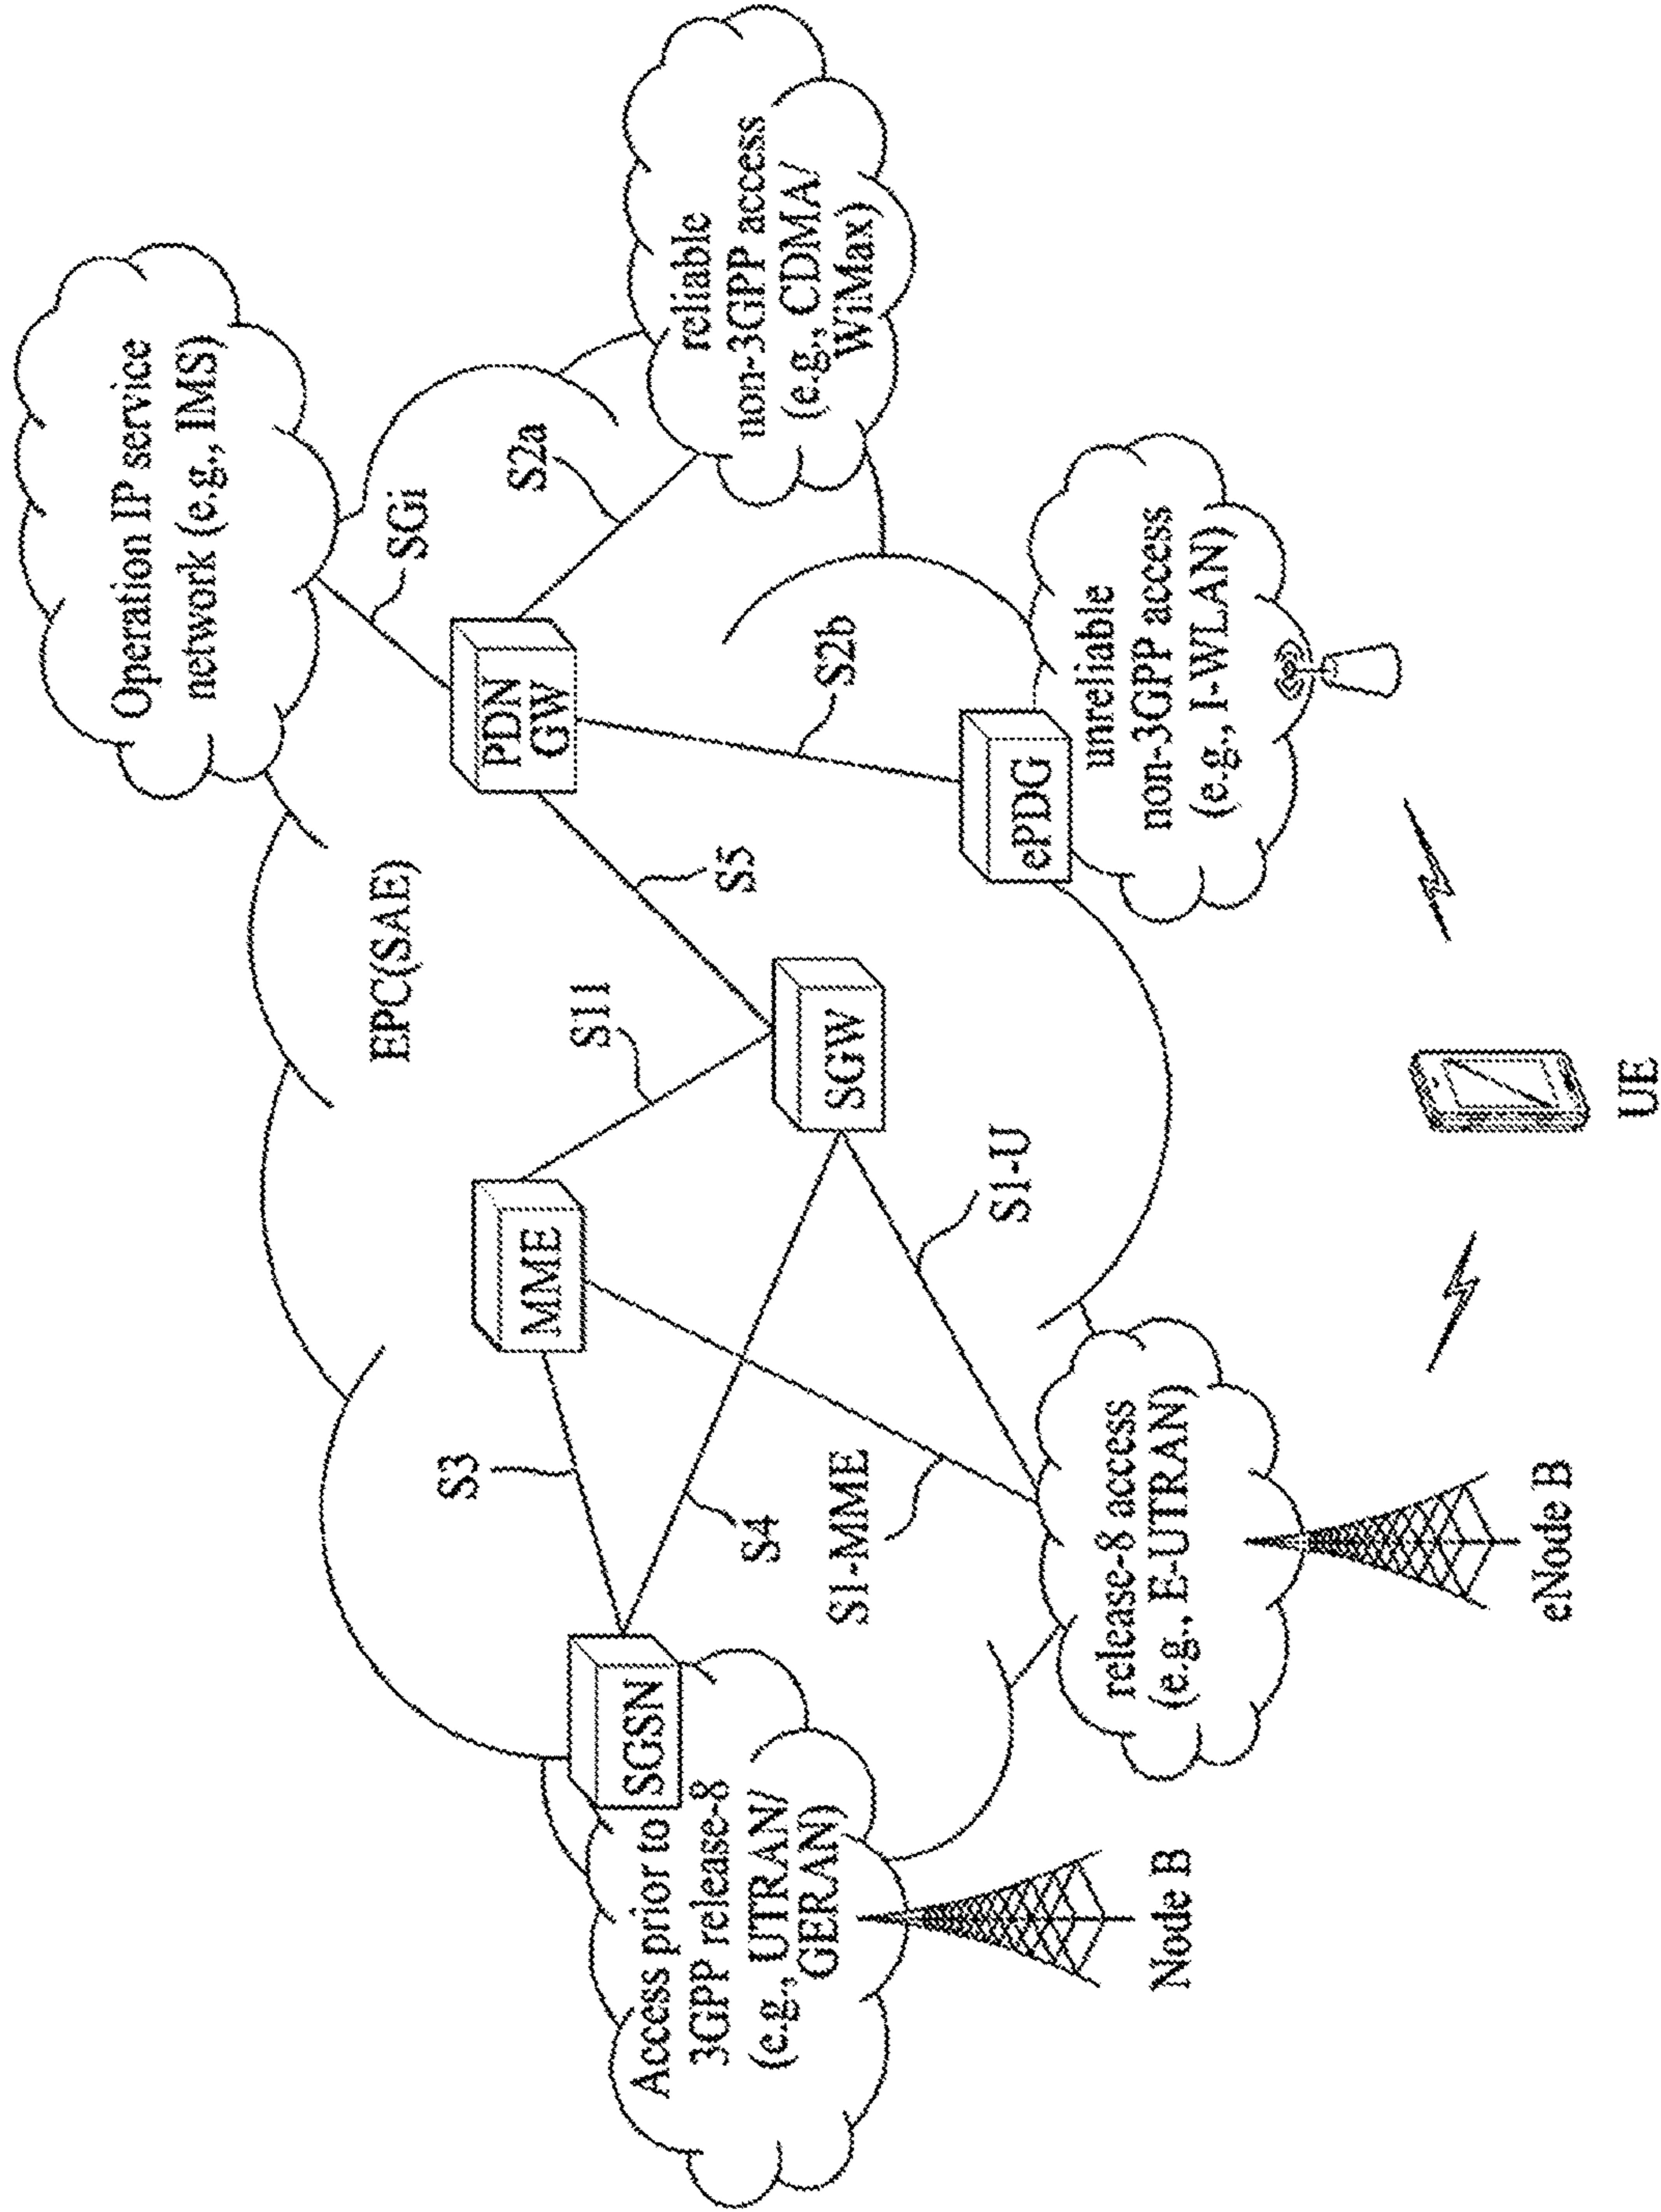 Operation IP service
network (e.g., IMS)
EPC(SAE)
SGi
PDN
GW
S2a
reliable
non-3GPP access
(e.g., CDMA/
WiMax)
S11
S5
S2b
MME
SGW
S3
S4
S1-MME
S1-U
SGSN
Access prior to
3GPP release-8
(e.g., UTRAN/
GERAN)
ePDG
unreliable
non-3GPP access
(e.g., I-WLAN)
release-8 access
(e.g., E-UTRAN)
Node B
eNode B
UE